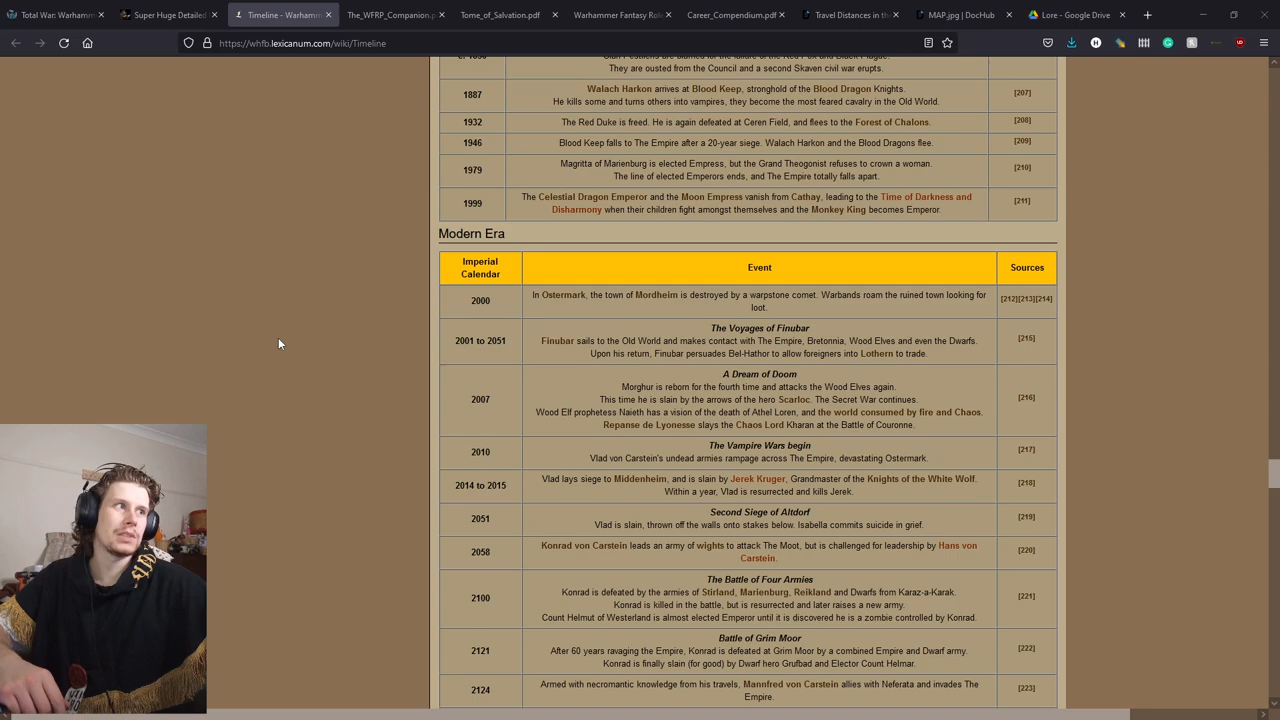 Total War: Warhamm
Super Huge Detailed
Timeline - Warhamm
The_WFRP_Companion.p
Tome_of_Salvation.pdf
Warhammer Fantasy Rol
Career_Compendium.pdf
Travel Distances in th
MAP.jpg | DocHub
Lore - Google Drive
https://whfb.lexicanum.com/wiki/Timeline
They are ousted from the Council and a second Skaven civil war erupts.
1887
Walach Harkon arrives at Blood Keep, stronghold of the Blood Dragon Knights.
He kills some and turns others into vampires, they become the most feared cavalry in the Old World.
[207]
1932
The Red Duke is freed. He is again defeated at Ceren Field, and flees to the Forest of Chalons.
[208]
1946
Blood Keep falls to The Empire after a 20-year siege. Walach Harkon and the Blood Dragons flee.
[209]
1979
Magritta of Marienburg is elected Empress, but the Grand Theogonist refuses to crown a woman.
The line of elected Emperors ends, and The Empire totally falls apart.
[210]
1999
The Celestial Dragon Emperor and the Moon Empress vanish from Cathay, leading to the Time of Darkness and
Disharmony when their children fight amongst themselves and the Monkey King becomes Emperor.
[211]
Modern Era
Imperial
Calendar
Event
Sources
2000
In Ostermark, the town of Mordheim is destroyed by a warpstone comet. Warbands roam the ruined town looking for
loot.
[212][213][214]
2001 to 2051
The Voyages of Finubar
Finubar sails to the Old World and makes contact with The Empire, Bretonnia, Wood Elves and even the Dwarfs.
Upon his return, Finubar persuades Bel-Hathor to allow foreigners into Lothern to trade.
[215]
2007
A Dream of Doom
Morghur is reborn for the fourth time and attacks the Wood Elves again.
This time he is slain by the arrows of the hero Scarloc. The Secret War continues.
Wood Elf prophetess Naieth has a vision of the death of Athel Loren, and the world consumed by fire and Chaos.
Repanse de Lyonesse slays the Chaos Lord Kharan at the Battle of Couronne.
[216]
2010
The Vampire Wars begin
Vlad von Carstein's undead armies rampage across The Empire, devastating Ostermark.
[217]
2014 to 2015
Vlad lays siege to Middenheim, and is slain by Jerek Kruger, Grandmaster of the Knights of the White Wolf.
Within a year, Vlad is resurrected and kills Jerek.
[218]
2051
Second Siege of Altdorf
Vlad is slain, thrown off the walls onto stakes below. Isabella commits suicide in grief.
[219]
2058
Konrad von Carstein leads an army of wights to attack The Moot, but is challenged for leadership by Hans von
Carstein.
[220]
2100
The Battle of Four Armies
Konrad is defeated by the armies of Stirland, Marienburg, Reikland and Dwarfs from Karaz-a-Karak.
Konrad is killed in the battle, but is resurrected and later raises a new army.
Count Helmut of Westerland is almost elected Emperor until it is discovered he is a zombie controlled by Konrad.
[221]
2121
Battle of Grim Moor
After 60 years ravaging the Empire, Konrad is defeated at Grim Moor by a combined Empire and Dwarf army.
Konrad is finally slain (for good) by Dwarf hero Grufbad and Elector Count Helmar.
[222]
2124
Armed with necromantic knowledge from his travels, Mannfred von Carstein allies with Neferata and invades The
Empire.
[223]